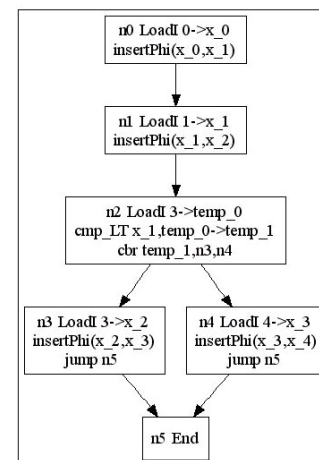 n0 LoadI 0->x_0
insertPhi(x_0,x_1)
n1 LoadI 1->x_1
insertPhi(x_1,x_2)
n2 LoadI 3->temp_0
cmp_LT x_1,temp_0->temp_1
cbr temp_1,n3,n4
n3 LoadI 3->x_2
insertPhi(x_2,x_3)
jump n5
n4 LoadI 4->x_3
insertPhi(x_3,x_4)
jump n5
n5 End